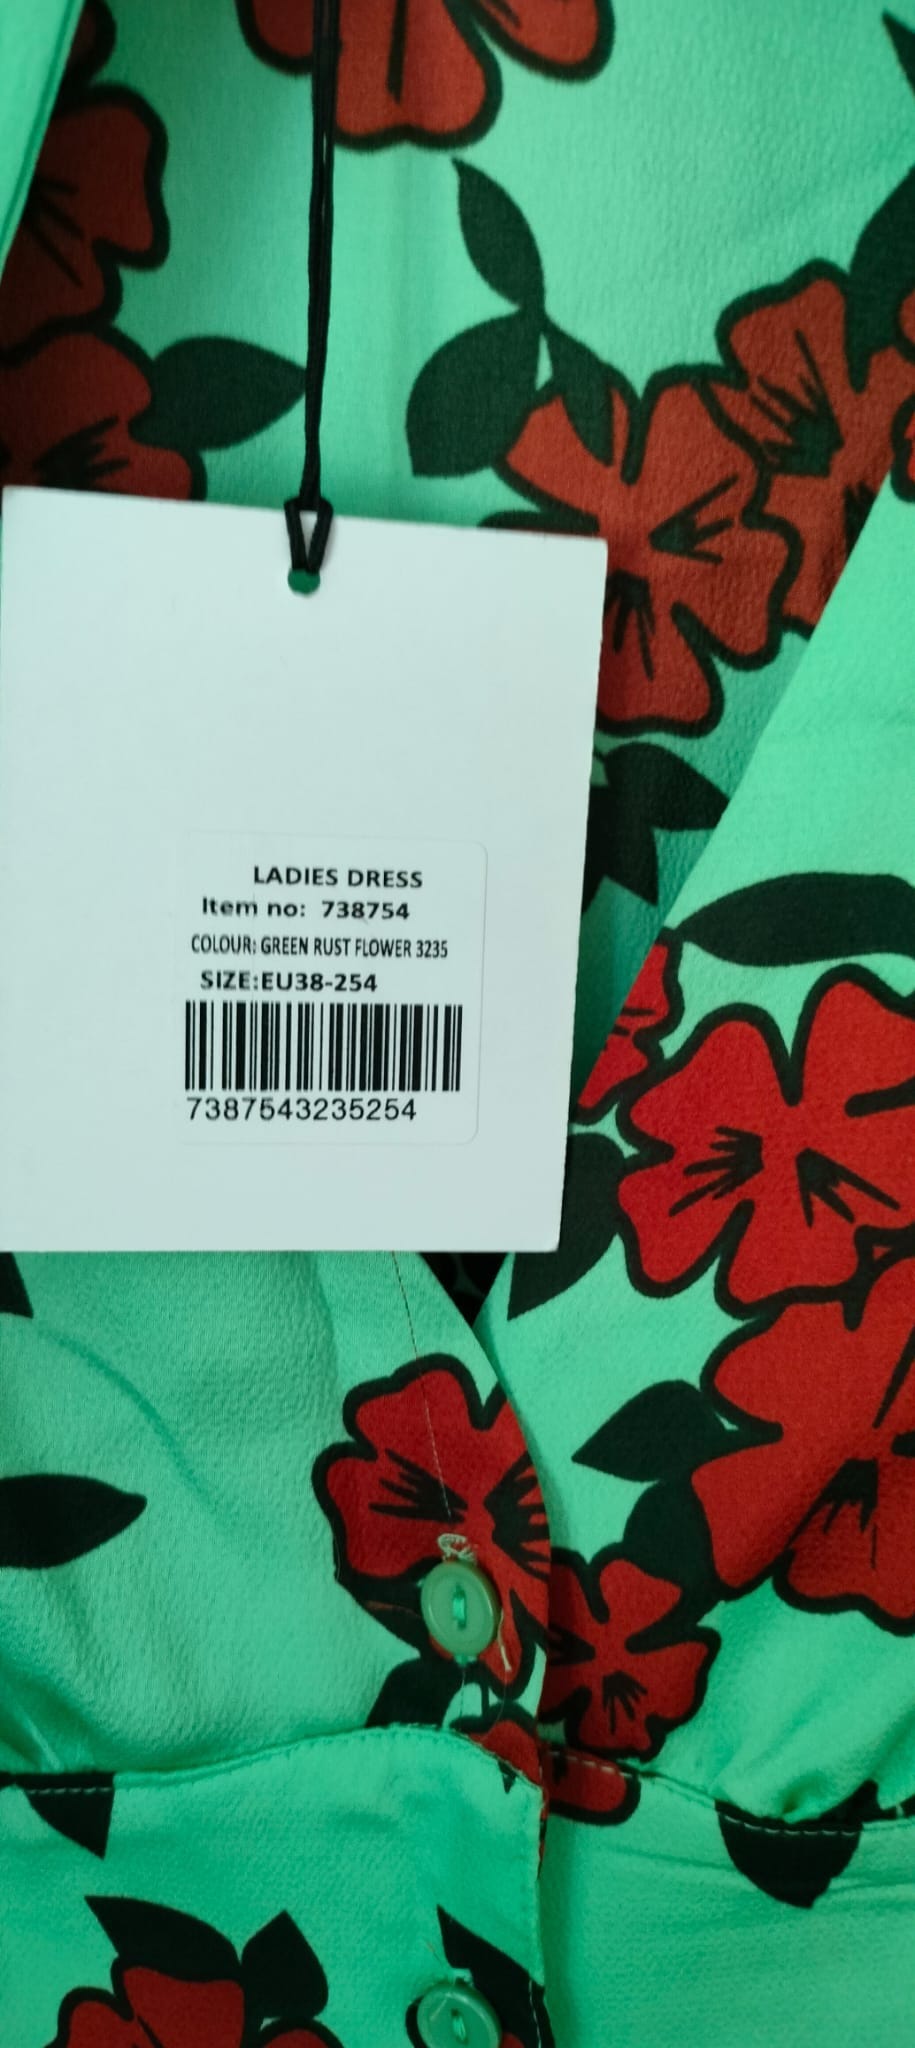 LADIES DRESS
Item no: 738754
COLOUR: GREEN RUST FLOWER 3235
SIZE:EU38-254
7387543235254